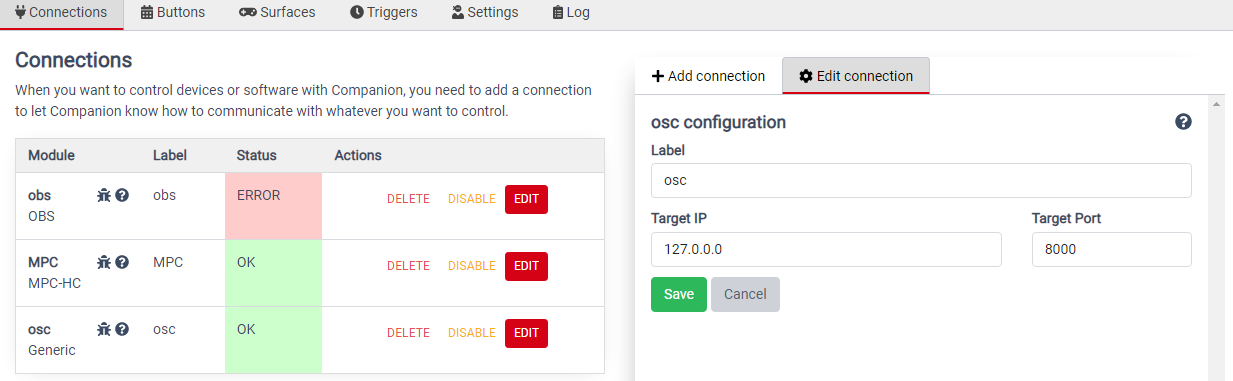 Connections Buttons Surfaces Triggers Settings Log
Connections
When you want to control devices or software with Companion, you need to add a connection
to let Companion know how to communicate with whatever you want to control.
Module Label Status Actions
obs obs ERROR DELETE DISABLE EDIT
OBS
MPC MPC OK DELETE DISABLE EDIT
MPC-HC
osc osc OK DELETE DISABLE EDIT
Generic
Add connection Edit connection
osc configuration
Label
osc
Target IP Target Port
127.0.0.0 8000
Save Cancel